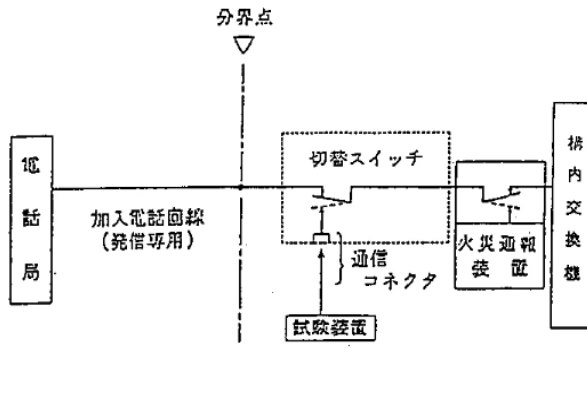 分界点
電話局
加入電話回線
(発信専用)
切替スイッチ
通信
コネクタ
試験装置
火災通報
装置
構内交換機